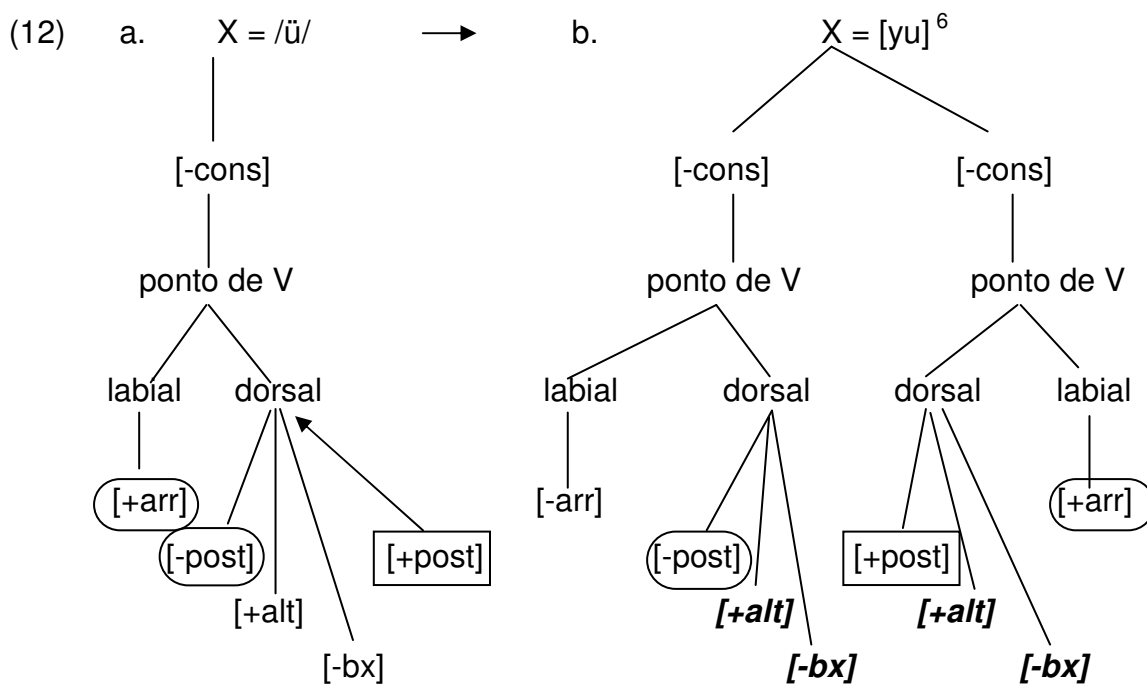 (12) a. X = /ü/ → b. X = [yu] 6
[-cons] [-cons] [-cons]
ponto de V ponto de V ponto de V
labial dorsal labial dorsal dorsal labial
[+arr] [-arr] [+arr]
[-post] [+post] [-post] [+post]
[+alt] [+alt] [+alt]
[-bx] [-bx] [-bx]